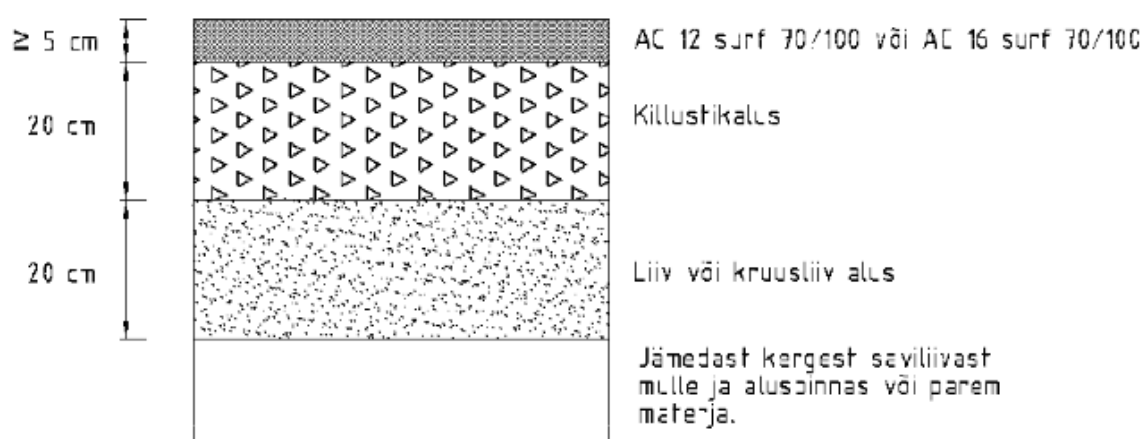 ≥ 5 cm
AC 12 surf 70/100 või AC 16 surf 70/100
20 cm
Killustikalus
20 cm
Liiv või kruusliiv alus
Jämedast kergest saviliivast
mulle ja aluspinnas või parem
materjal.